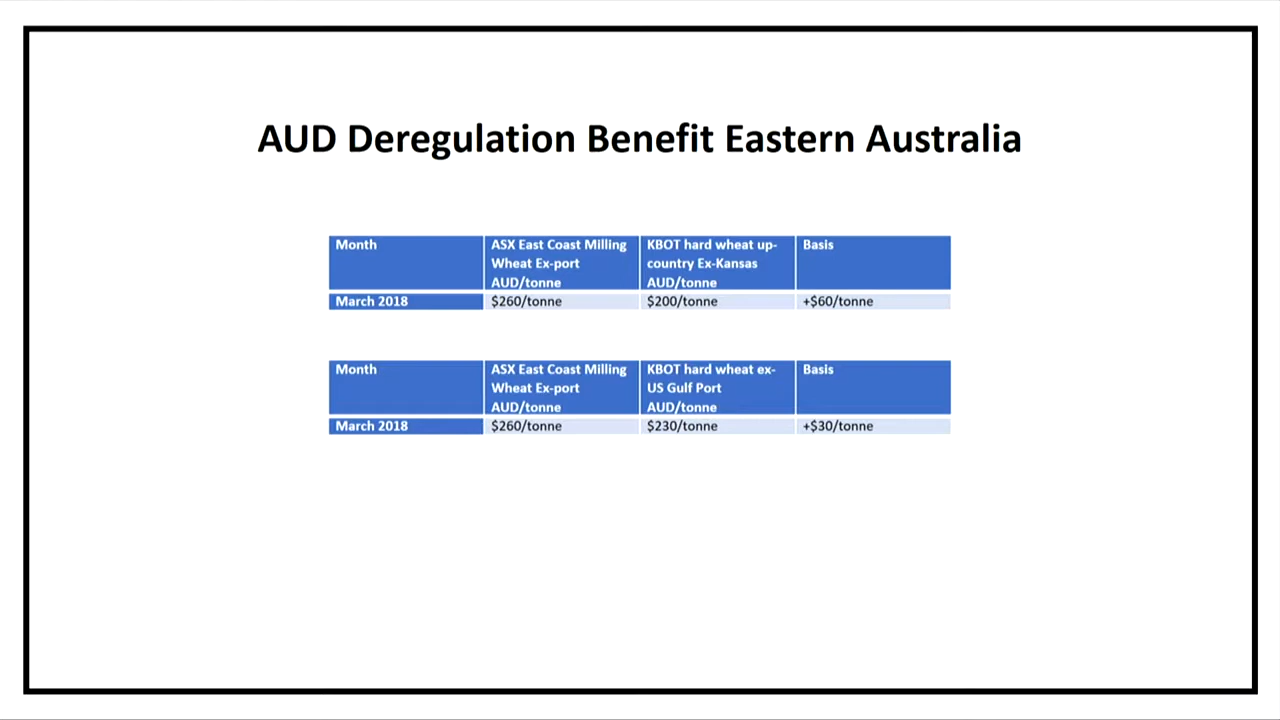 AUD Deregulation Benefit Eastern Australia
Month
ASX East Coast Milling
Wheat Ex-port
AUD/tonne
KBOT hard wheat up-
country Ex-Kansas
AUD/tonne
Basis
March 2018
$260/tonne
$200/tonne
+$60/tonne
Month
ASX East Coast Milling
Wheat Ex-port
AUD/tonne
KBOT hard wheat ex-
US Gulf Port
AUD/tonne
Basis
March 2018
$260/tonne
$230/tonne
+$30/tonne